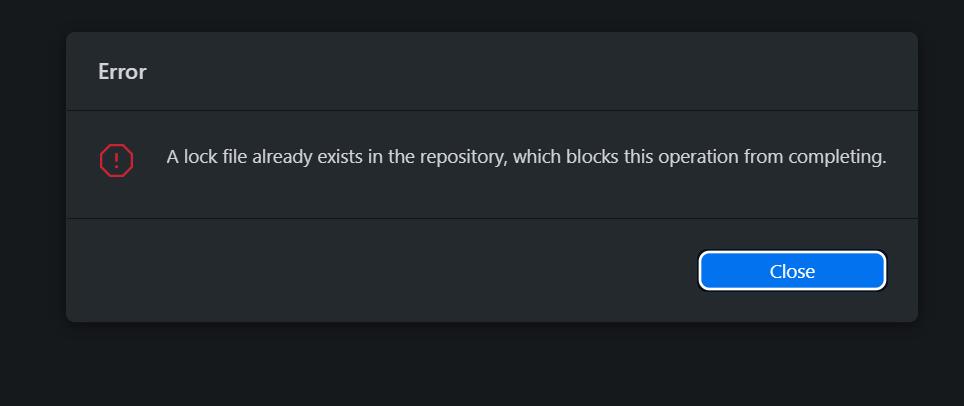 Error
A lock file already exists in the repository, which blocks this operation from completing.
Close